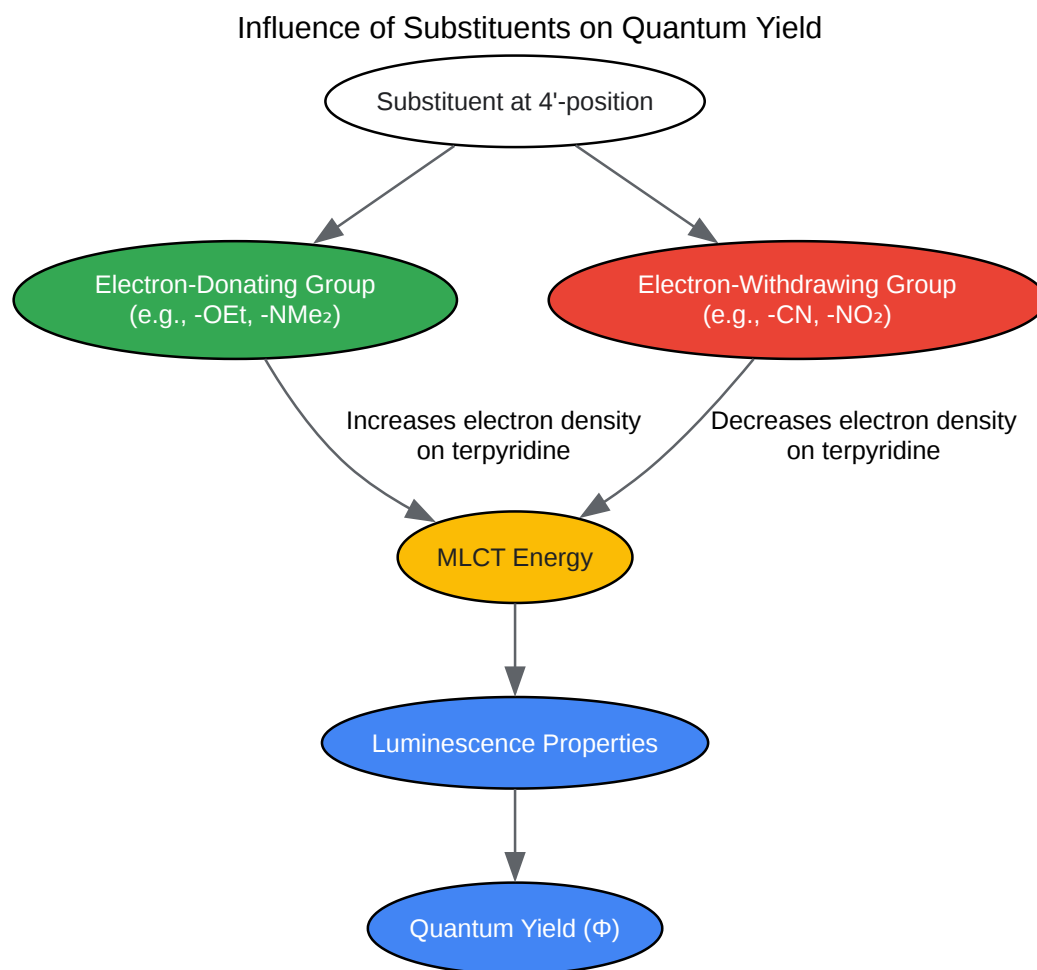 Influence of Substituents on Quantum Yield
Substituent at 4'-position
Electron-Donating Group
(e.g., -OEt, -NMe₂)
Electron-Withdrawing Group
(e.g., -CN, -NO₂)
Increases electron density
on terpyridine
Decreases electron density
on terpyridine
MLCT Energy
Luminescence Properties
Quantum Yield (Φ)